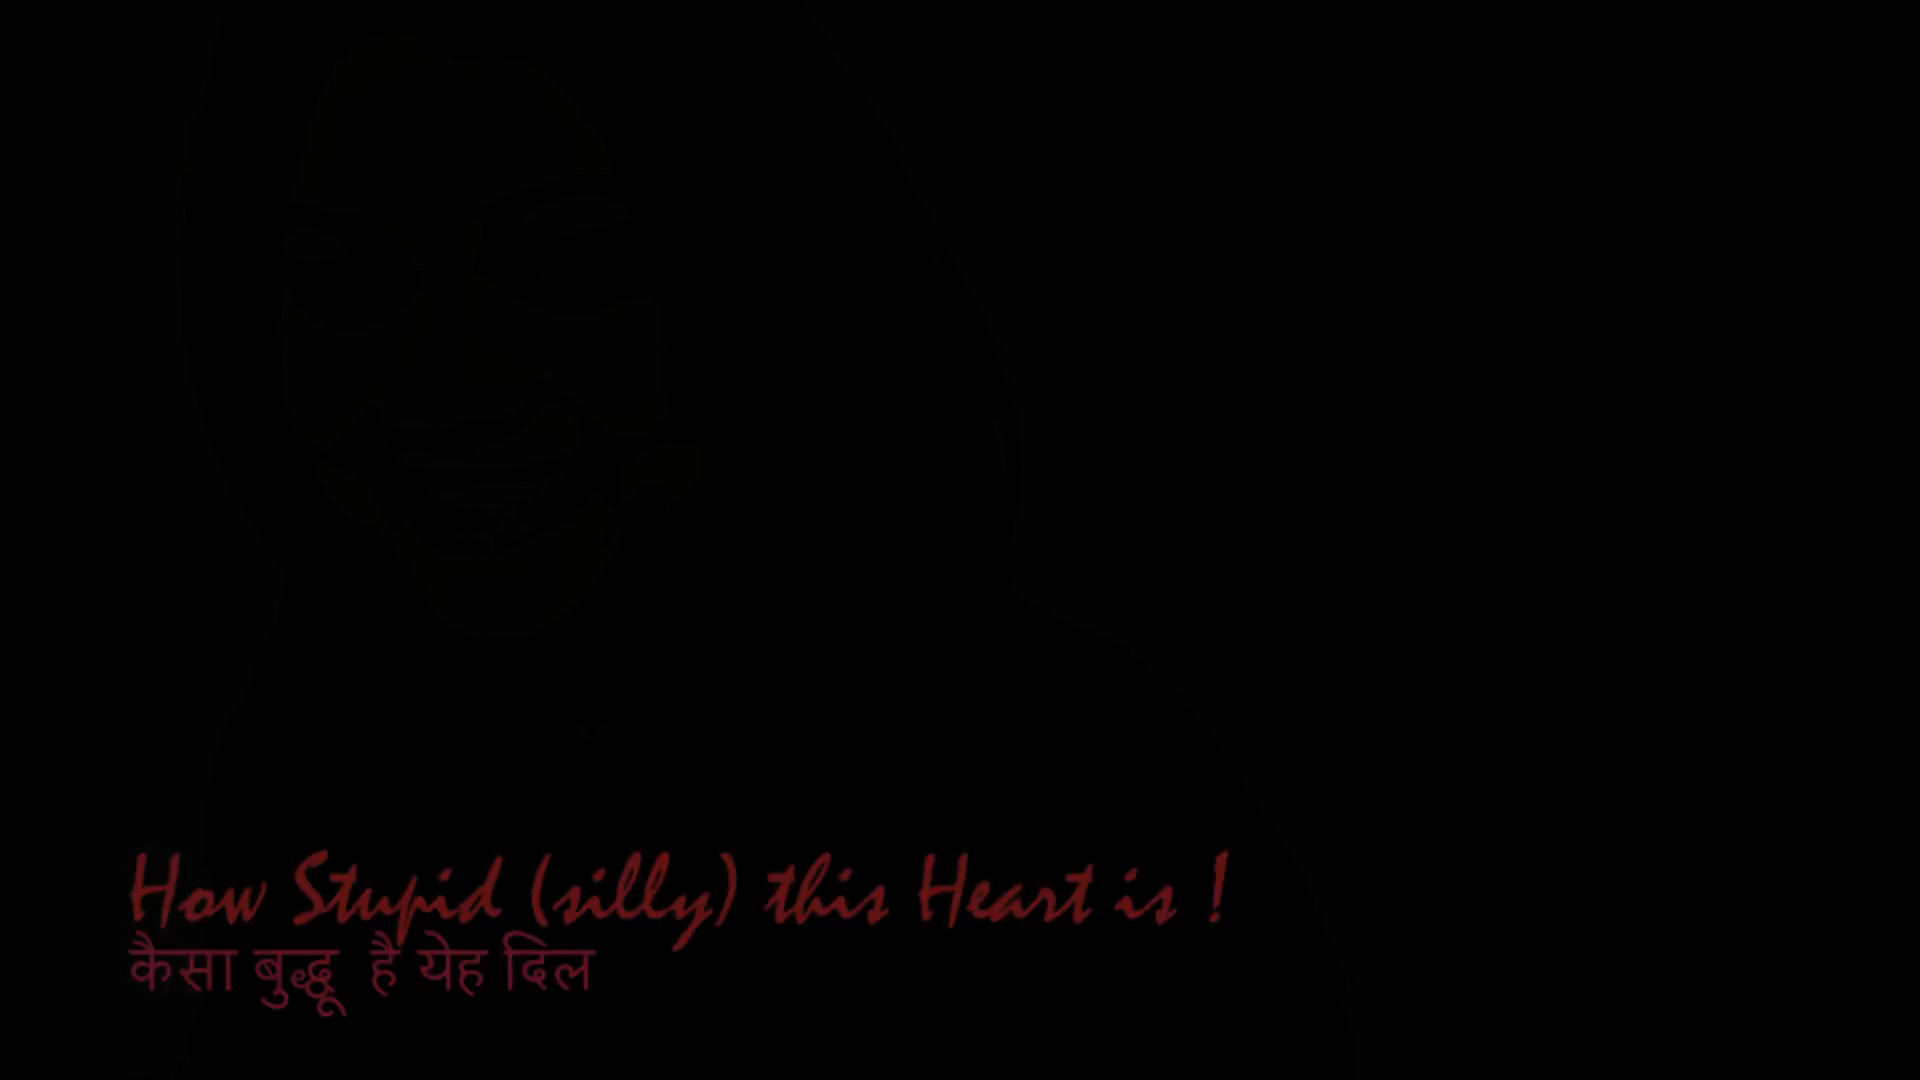 How Stupid (silly) this Heart is !
कैसा बुद्धू है येह दिल